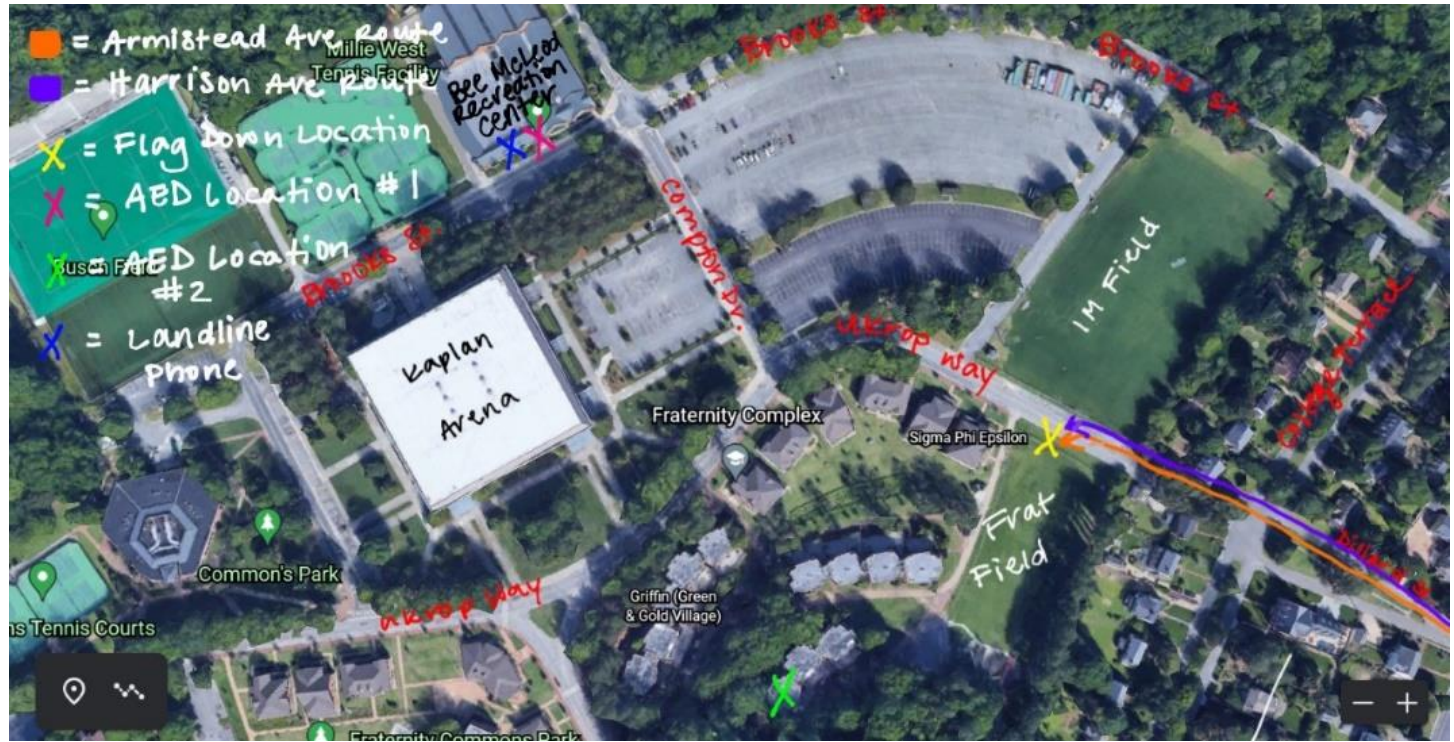 = Armistead Ave Route
= Harrison Ave Route
= Flag Down Location
= AED Location #1
= AED Location
#2
= Landline
phone
Millie West
Tennis Facility
Bee McLeod
Recreation
center
Brooks St.
Brooks St
Busch Field
Brooks St.
Compton Dr.
IM Field
Ukrop Way
Orange Terrace
Kaplan
Arena
Fraternity Complex
Sigma Phi Epsilon
Frat
Field
Common's Park
Griffin (Green
& Gold Village)
ns Tennis Courts
Ukrop Way
Fraternity Commons Park